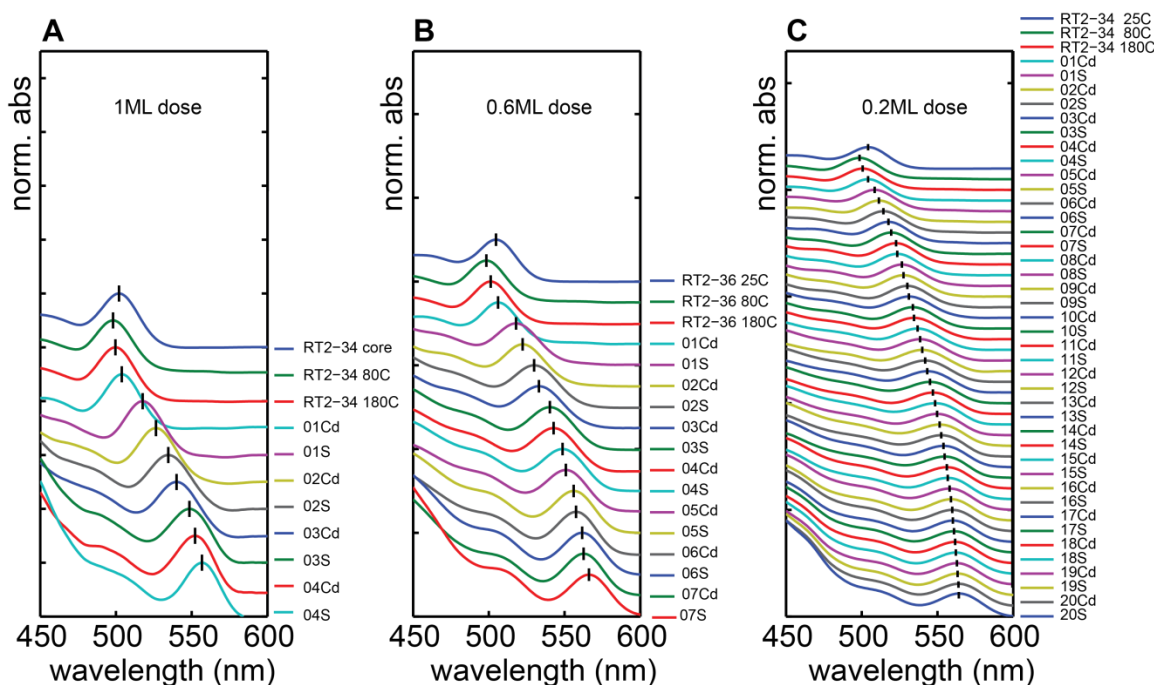 A
norm. abs
1ML dose
RT2-34 core
RT2-34 80C
RT2-34 180C
01Cd
01S
02Cd
02S
03Cd
03S
04Cd
04S
450 500 550 600
wavelength (nm)
B
norm. abs
0.6ML dose
RT2-36 25C
RT2-36 80C
RT2-36 180C
01Cd
01S
02Cd
02S
03Cd
03S
04Cd
04S
05Cd
05S
06Cd
06S
07Cd
07S
450 500 550 600
wavelength (nm)
C
norm. abs
0.2ML dose
RT2-34 25C
RT2-34 80C
RT2-34 180C
01Cd
01S
02Cd
02S
03Cd
03S
04Cd
04S
05Cd
05S
06Cd
06S
07Cd
07S
08Cd
08S
09Cd
09S
10Cd
10S
11Cd
11S
12Cd
12S
13Cd
13S
14Cd
14S
15Cd
15S
16Cd
16S
17Cd
17S
18Cd
18S
19Cd
19S
20Cd
20S
450 500 550 600
wavelength (nm)